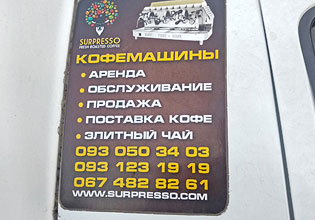 SURPRESSO
FRESH ROASTED COFFEE
КОФЕМАШИНЫ
• АРЕНДА
• ОБСЛУЖИВАНИЕ
• ПРОДАЖА
• ПОСТАВКА КОФЕ
• ЭЛИТНЫЙ ЧАЙ
093 050 34 03
093 123 19 19
067 482 82 61
WWW.SURPRESSO.COM